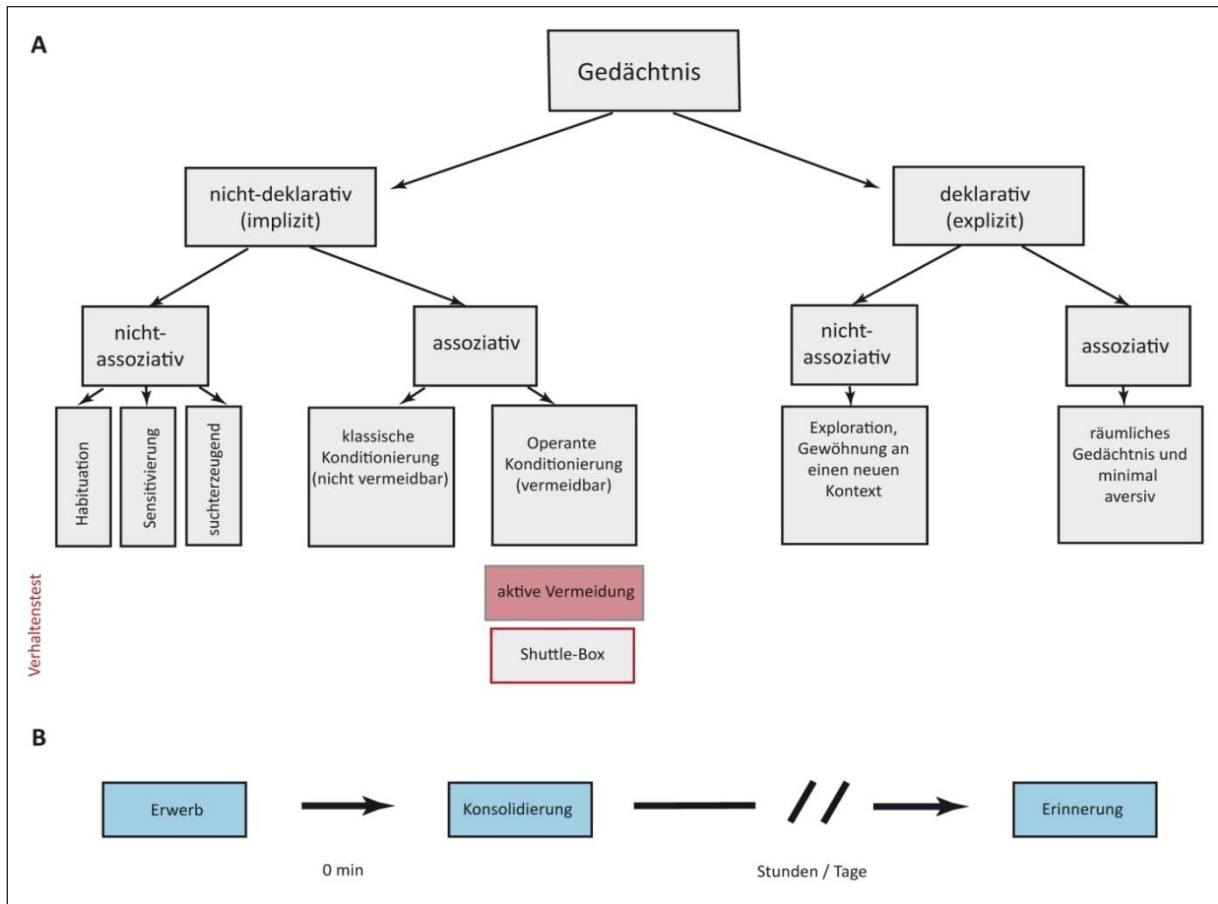 A
Gedächtnis
nicht-deklarativ
(implizit)
deklarativ
(explizit)
nicht-
assoziativ
assoziativ
nicht-
assoziativ
assoziativ
Habituation
Sensitivierung
suchterzeugend
klassische
Konditionierung
(nicht vermeidbar)
Operante
Konditionierung
(vermeidbar)
Exploration,
Gewöhnung an
einen neuen
Kontext
räumliches
Gedächtnis und
minimal
aversiv
Verhaltenstest
aktive Vermeidung
Shuttle-Box
B
Erwerb
Konsolidierung
Erinnerung
0 min
Stunden / Tage